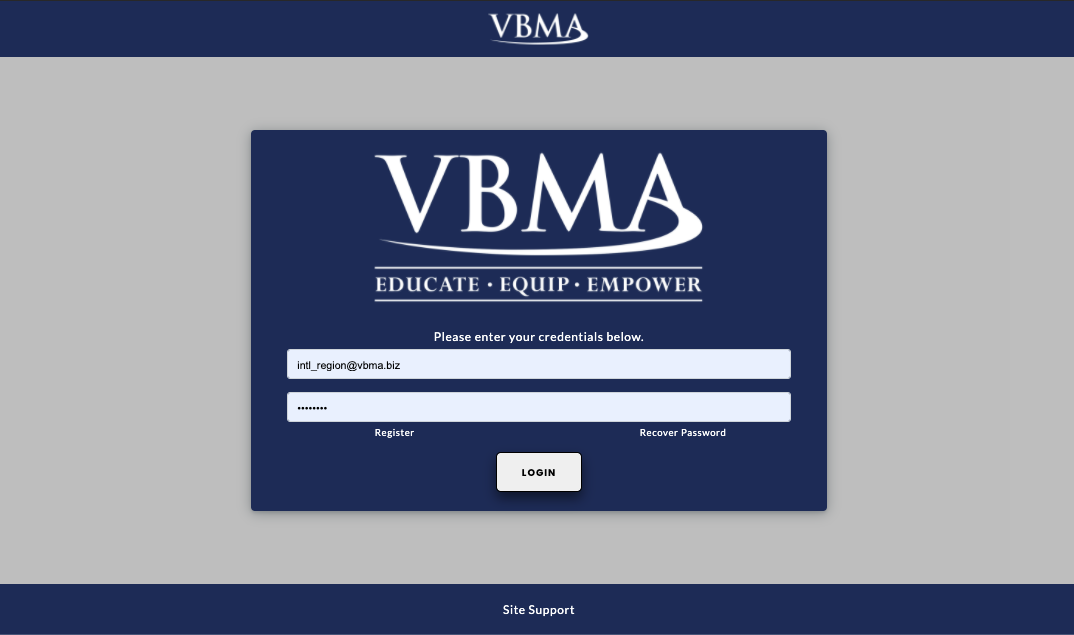 VBMA
VBMA
EDUCATE • EQUIP • EMPOWER
Please enter your credentials below.
intl_region@vbma.biz
••••••••
Register Recover Password
LOGIN
Site Support